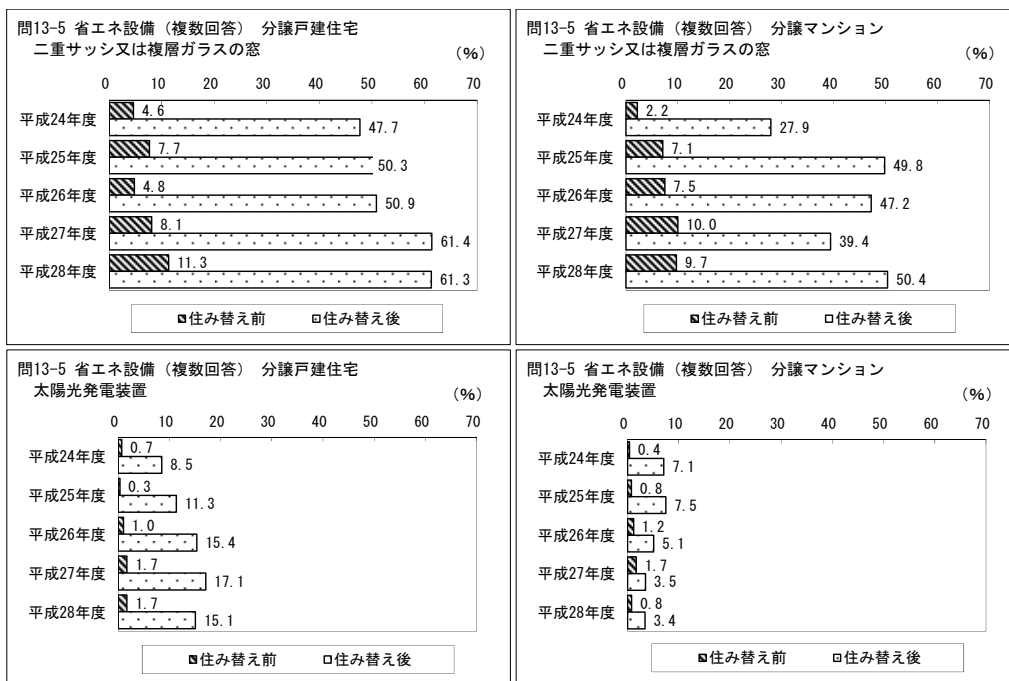 問13-5 省エネ設備（複数回答） 分譲戸建住宅
二重サッシ又は複層ガラスの窓
（%）
0 10 20 30 40 50 60 70
平成24年度 4.6 47.7
平成25年度 7.7 50.3
平成26年度 4.8 50.9
平成27年度 8.1 61.4
平成28年度 11.3 61.3
住み替え前 住み替え後
問13-5 省エネ設備（複数回答） 分譲マンション
二重サッシ又は複層ガラスの窓
（%）
0 10 20 30 40 50 60 70
平成24年度 2.2 27.9
平成25年度 7.1 49.8
平成26年度 7.5 47.2
平成27年度 10.0 39.4
平成28年度 9.7 50.4
住み替え前 住み替え後
問13-5 省エネ設備（複数回答） 分譲戸建住宅
太陽光発電装置
（%）
0 10 20 30 40 50 60 70
平成24年度 0.7 8.5
平成25年度 0.3 11.3
平成26年度 1.0 15.4
平成27年度 1.7 17.1
平成28年度 1.7 15.1
住み替え前 住み替え後
問13-5 省エネ設備（複数回答） 分譲マンション
太陽光発電装置
（%）
0 10 20 30 40 50 60 70
平成24年度 0.4 7.1
平成25年度 0.8 7.5
平成26年度 1.2 5.1
平成27年度 1.7 3.5
平成28年度 0.8 3.4
住み替え前 住み替え後